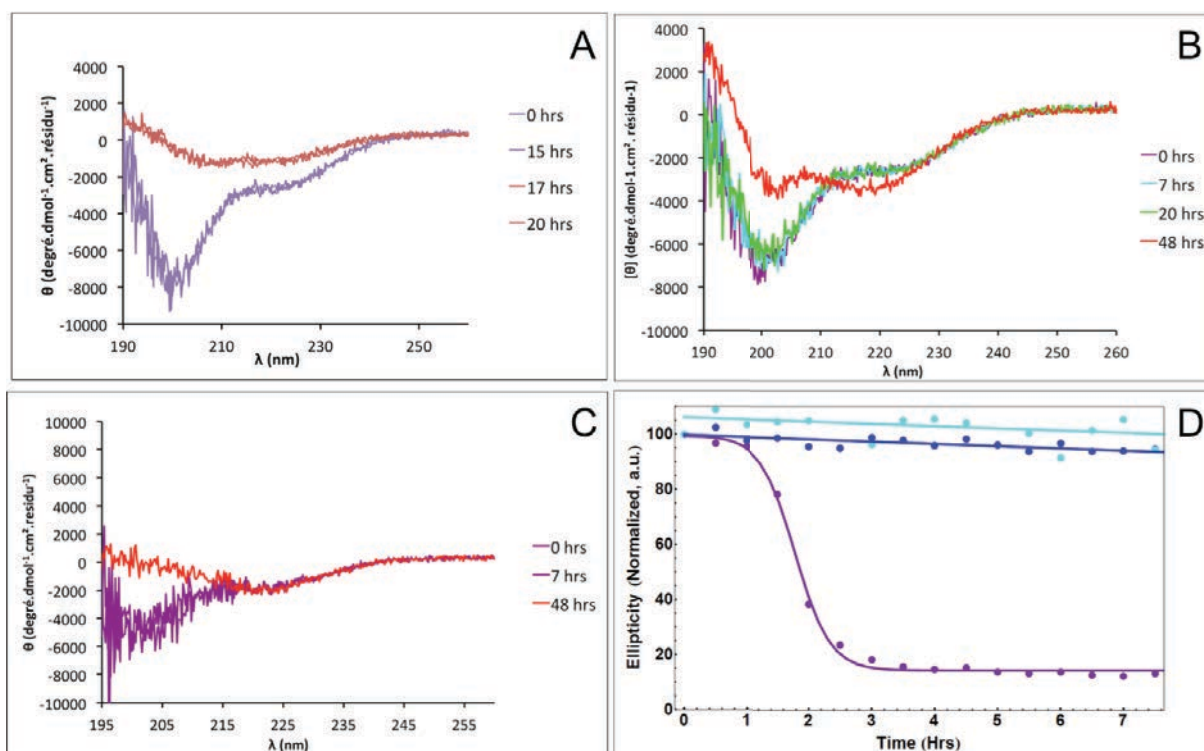 A
4000
2000
0
-2000
-4000
-6000
-8000
-10000
190
210
230
250
θ (degré.dmol⁻¹.cm².résidu⁻¹)
λ (nm)
0 hrs
15 hrs
17 hrs
20 hrs
B
4000
2000
0
-2000
-4000
-6000
-8000
-10000
190
200
210
220
230
240
250
260
[θ] (degré.dmol-1.cm2. résidu-1)
λ (nm)
0 hrs
7 hrs
20 hrs
48 hrs
C
10000
8000
6000
4000
2000
0
-2000
-4000
-6000
-8000
-10000
195
205
215
225
235
245
255
θ (degré.dmol⁻¹.cm².residu⁻¹)
λ (nm)
0 hrs
7 hrs
48 hrs
D
100
80
60
40
20
0
0
1
2
3
4
5
6
7
Ellipticity (Normalized, a.u.)
Time (Hrs)